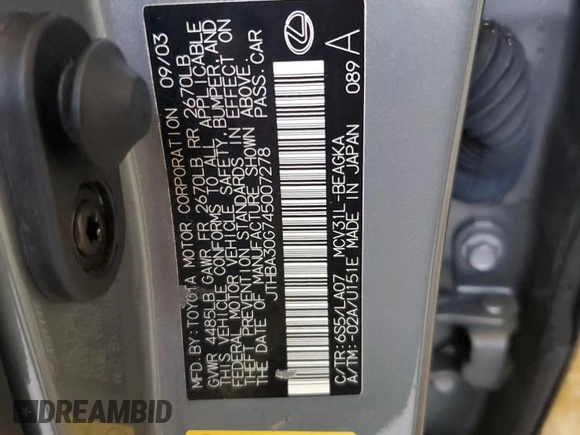 MFD. BY: TOYOTA MOTOR CORPORATION 09/03
GVWR 4485LB GAWR FR 2670LB RR 2670LB
THIS VEHICLE CONFORMS TO ALL APPLICABLE
FEDERAL MOTOR VEHICLE SAFETY, BUMPER, AND
THEFT PREVENTION STANDARDS IN EFFECT ON
THE DATE OF MANUFACTURE SHOWN ABOVE.
JTHBA30G745007278 PASS. CAR
C/TR: 6S5/LA07 MCV31L-BEAGKA
A/TM: -02A/U151E MADE IN JAPAN 089 A
DREAMBID